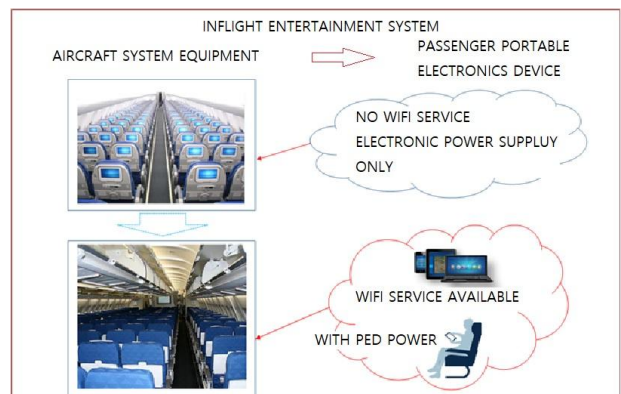 INFLIGHT ENTERTAINMENT SYSTEM
AIRCRAFT SYSTEM EQUIPMENT
PASSENGER PORTABLE
ELECTRONICS DEVICE
NO WIFI SERVICE
ELECTRONIC POWER SUPPLUY
ONLY
WIFI SERVICE AVAILABLE
WITH PED POWER